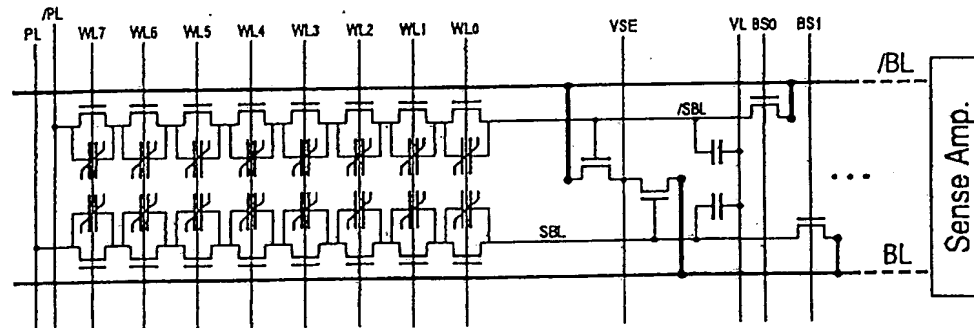 /PL
PL WL7 WL6 WL5 WL4 WL3 WL2 WL1 WL0 VSE VL BS0 BS1
/BL
/SBL
Sense Amp.
SBL
BL